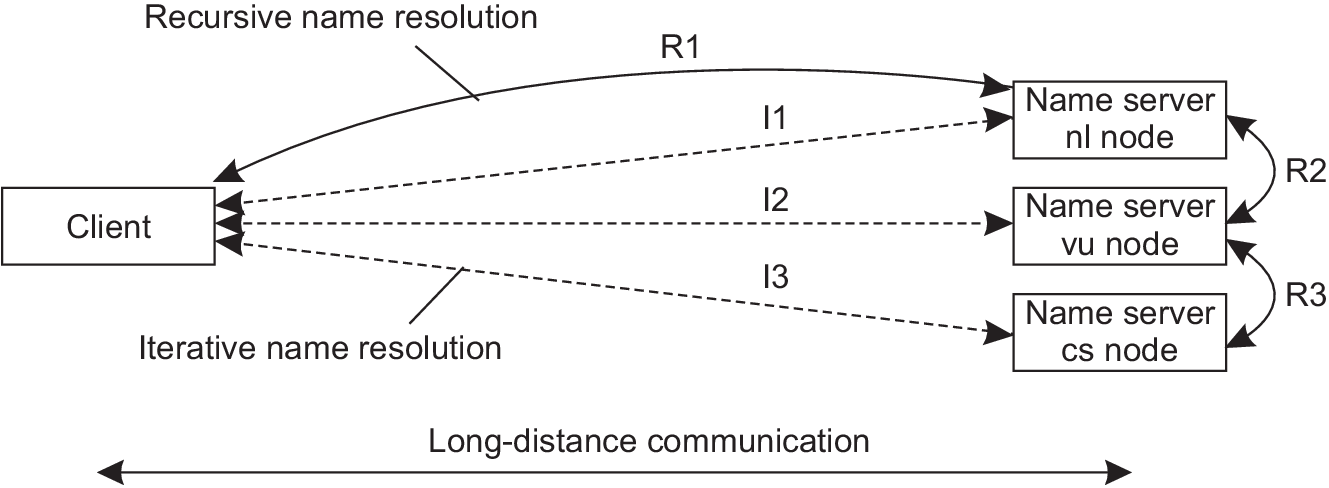 Recursive name resolution
R1
Name server
nl node
I1
R2
I2
Client
Name server
vu node
I3
R3
Name server
cs node
Iterative name resolution
Long-distance communication